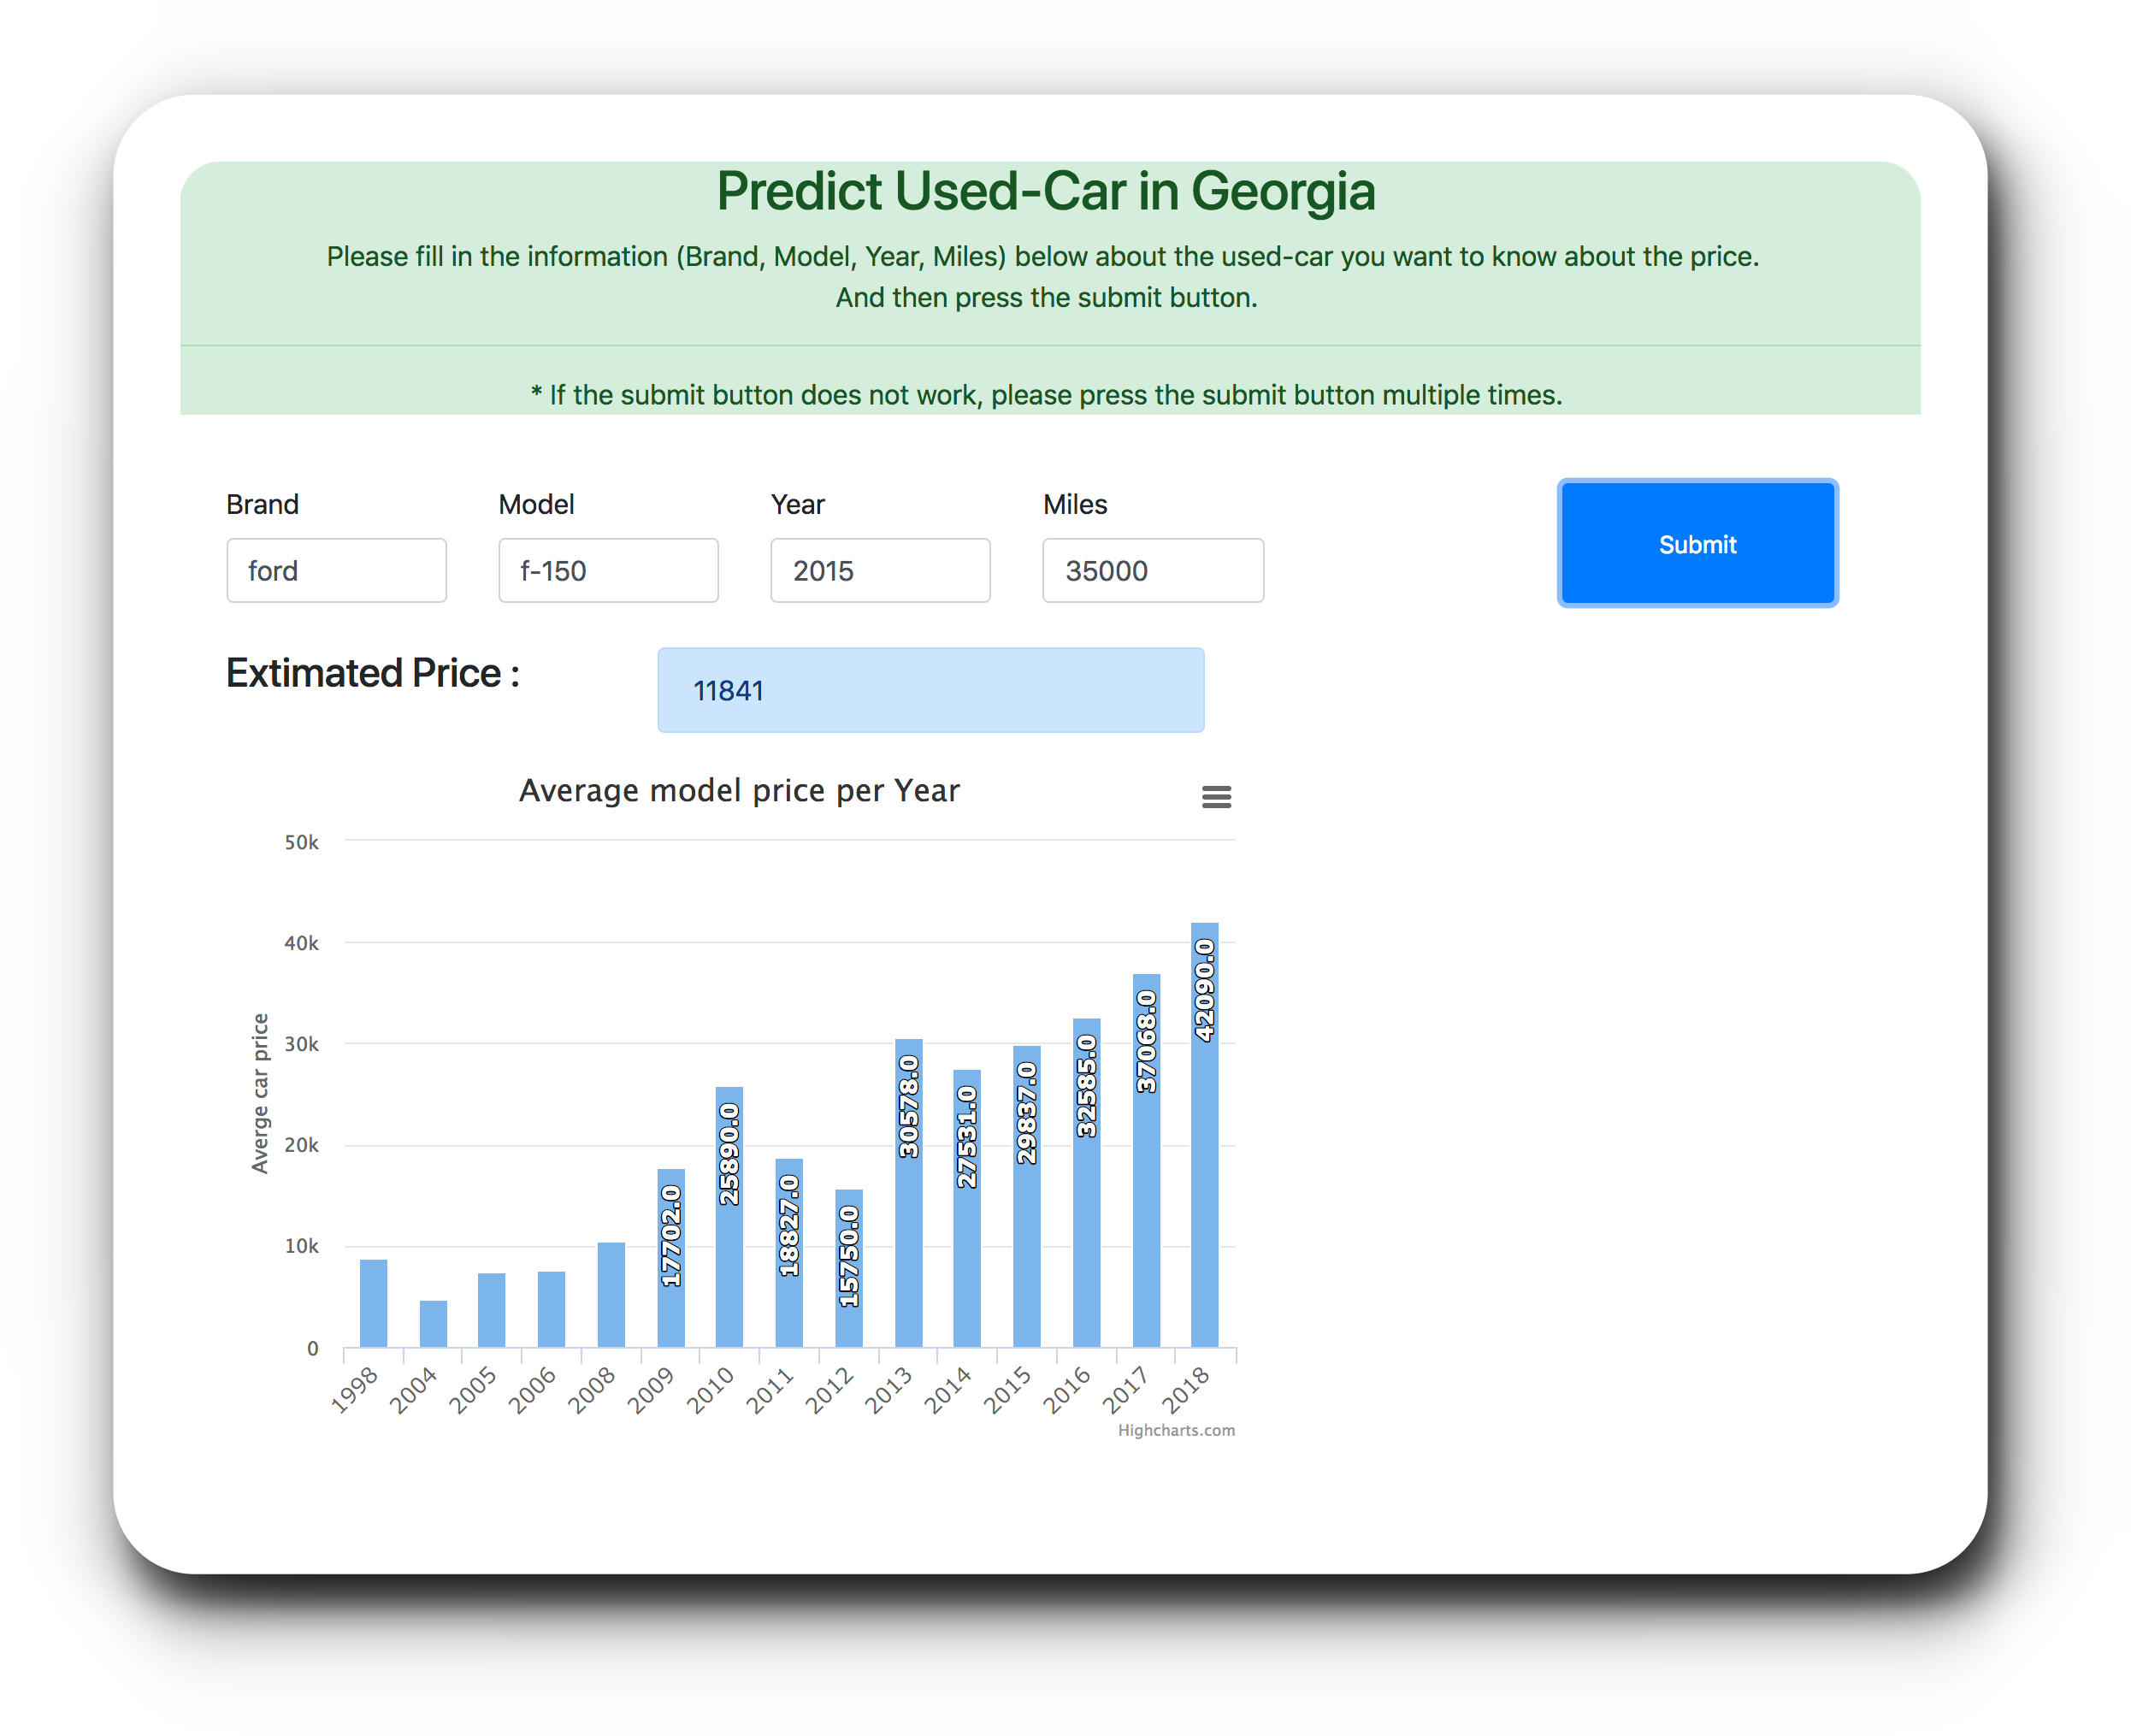 Predict Used-Car in Georgia
Please fill in the information (Brand, Model, Year, Miles) below about the used-car you want to know about the price.
And then press the submit button.
* If the submit button does not work, please press the submit button multiple times.
Brand Model Year Miles
ford f-150 2015 35000 Submit
Extimated Price : 11841
Average model price per Year
Averge car price
50k
40k
30k
20k
10k
0
17702.0
25890.0
18827.0
15750.0
30578.0
27531.0
29837.0
32585.0
37068.0
42090.0
1998 2004 2005 2006 2008 2009 2010 2011 2012 2013 2014 2015 2016 2017 2018
Highcharts.com